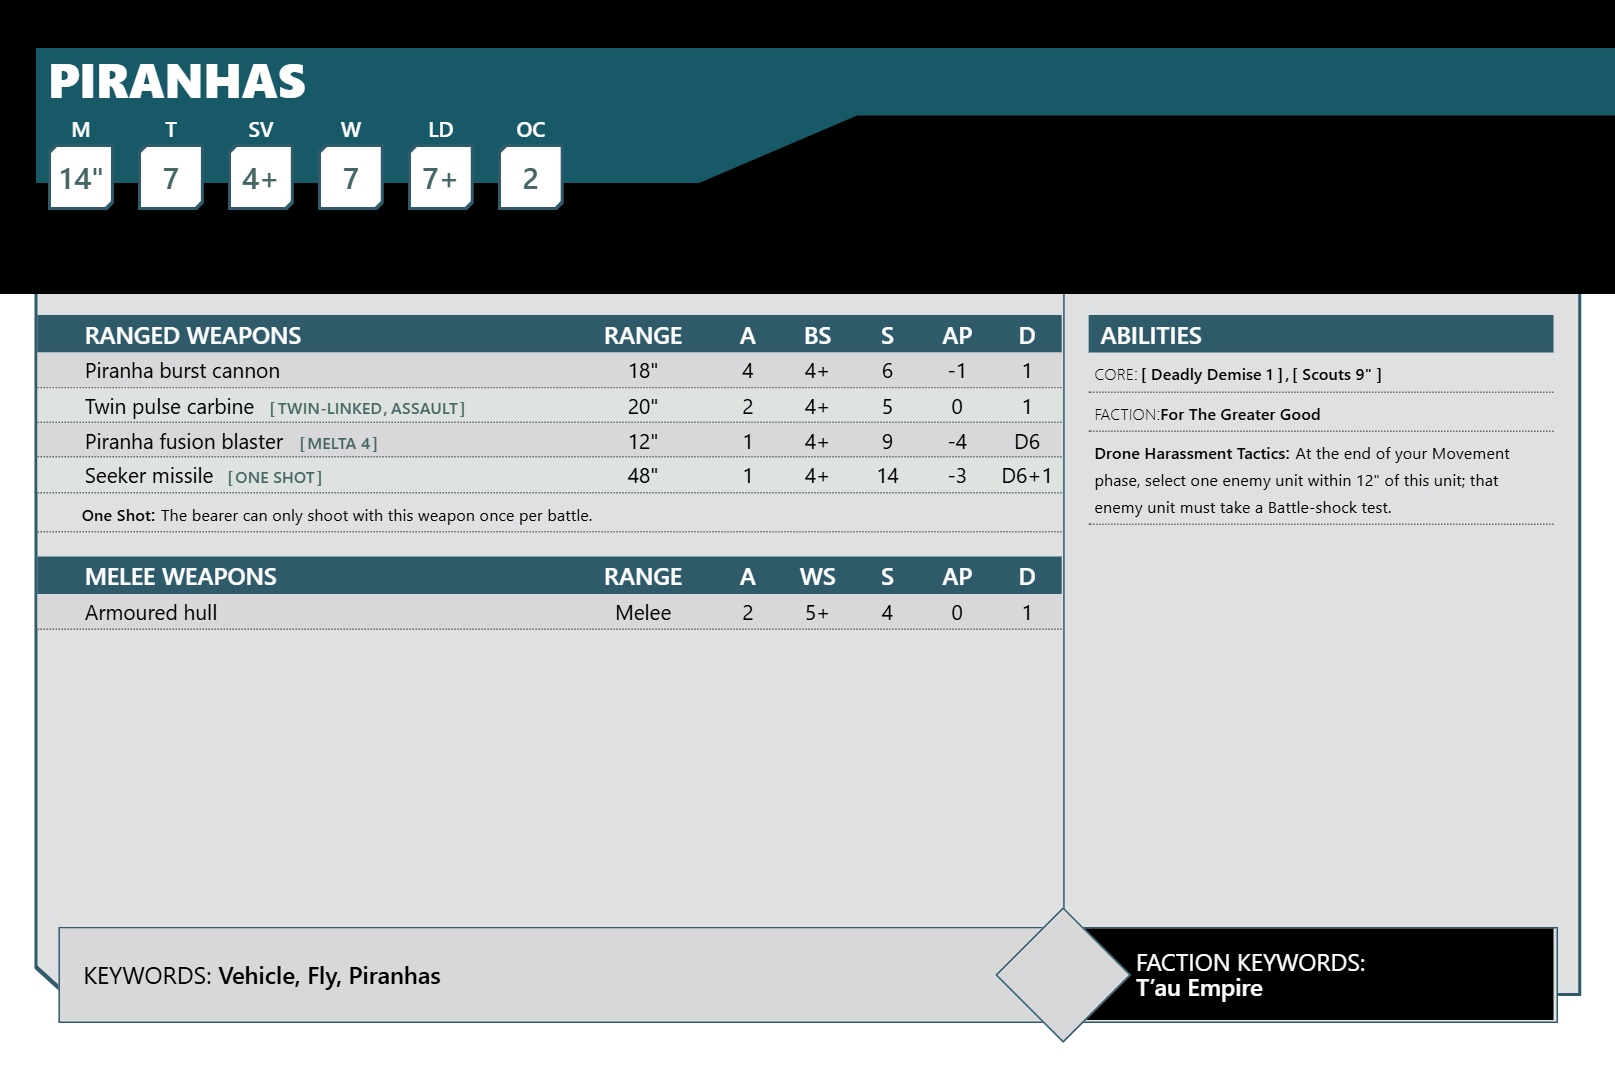 PIRANHAS
M T SV W LD OC
14" 7 4+ 7 7+ 2
RANGED WEAPONS RANGE A BS S AP D
Piranha burst cannon 18" 4 4+ 6 -1 1
Twin pulse carbine [TWIN-LINKED, ASSAULT] 20" 2 4+ 5 0 1
Piranha fusion blaster [MELTA 4] 12" 1 4+ 9 -4 D6
Seeker missile [ONE SHOT] 48" 1 4+ 14 -3 D6+1
One Shot: The bearer can only shoot with this weapon once per battle.
MELEE WEAPONS RANGE A WS S AP D
Armoured hull Melee 2 5+ 4 0 1
ABILITIES
CORE: [ Deadly Demise 1 ] , [ Scouts 9" ]
FACTION:For The Greater Good
Drone Harassment Tactics: At the end of your Movement
phase, select one enemy unit within 12" of this unit; that
enemy unit must take a Battle-shock test.
KEYWORDS: Vehicle, Fly, Piranhas
FACTION KEYWORDS:
T’au Empire